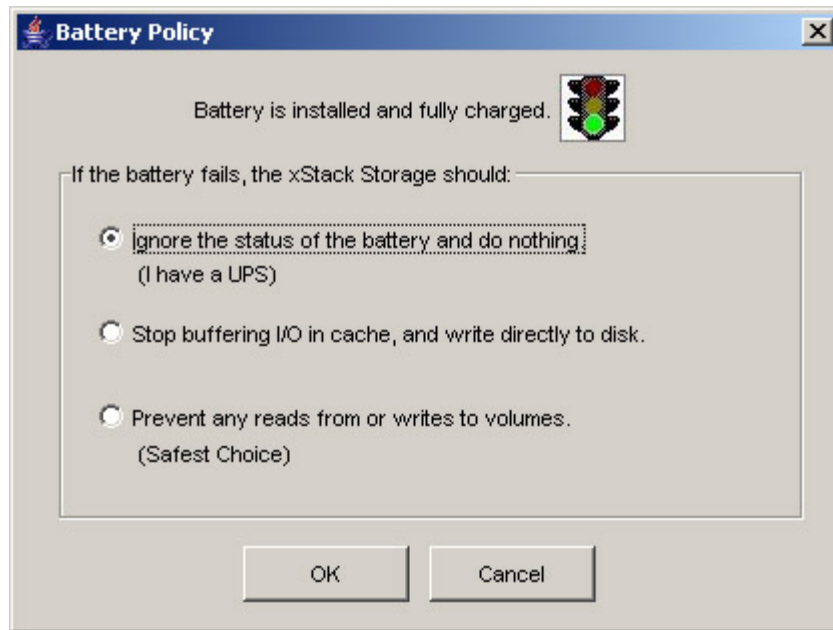 Battery Policy
Battery is installed and fully charged.
If the battery fails, the xStack Storage should:
Ignore the status of the battery and do nothing.
(I have a UPS)
Stop buffering I/O in cache, and write directly to disk.
Prevent any reads from or writes to volumes.
(Safest Choice)
OK
Cancel